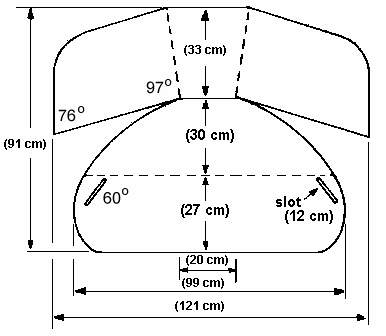 (33 cm)
97°
76°
(91 cm)
(30 cm)
60°
(27 cm)
slot
(12 cm)
(20 cm)
(99 cm)
(121 cm)